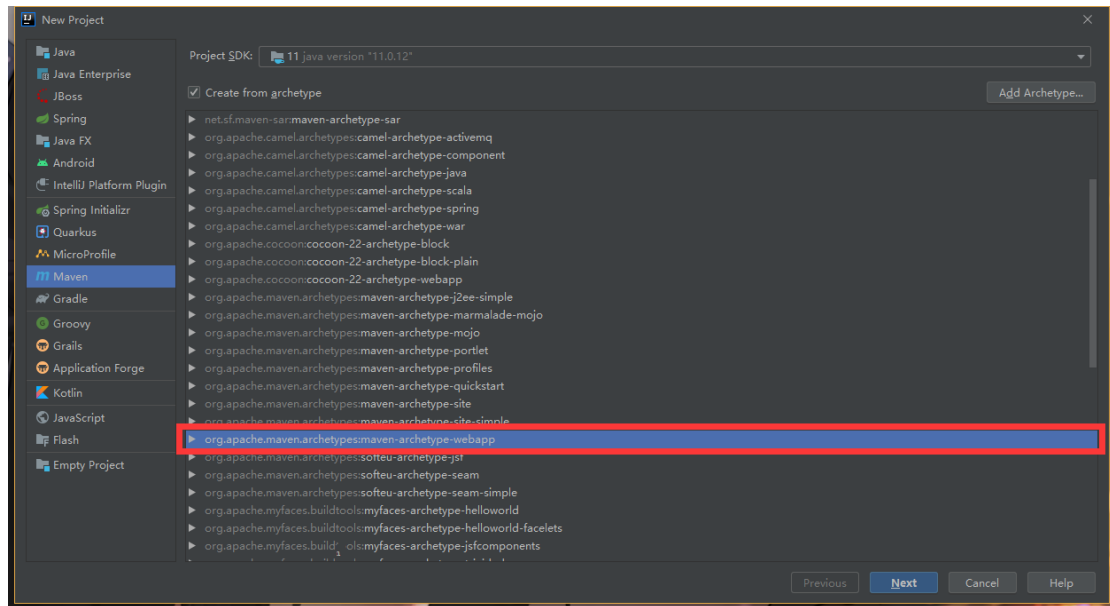 New Project
Java
Java Enterprise
JBoss
Spring
Java FX
Android
IntelliJ Platform Plugin
Spring Initializr
Quarkus
MicroProfile
Maven
Gradle
Groovy
Grails
Application Forge
Kotlin
JavaScript
Flash
Empty Project
Project SDK: 11 java version "11.0.12"
Create from archetype
Add Archetype...
net.sf.maven-sar:maven-archetype-sar
org.apache.camel.archetypes:camel-archetype-activemq
org.apache.camel.archetypes:camel-archetype-component
org.apache.camel.archetypes:camel-archetype-java
org.apache.camel.archetypes:camel-archetype-scala
org.apache.camel.archetypes:camel-archetype-spring
org.apache.camel.archetypes:camel-archetype-war
org.apache.cocoon:cocoon-22-archetype-block
org.apache.cocoon:cocoon-22-archetype-block-plain
org.apache.cocoon:cocoon-22-archetype-webapp
org.apache.maven.archetypes:maven-archetype-j2ee-simple
org.apache.maven.archetypes:maven-archetype-marmalade-mojo
org.apache.maven.archetypes:maven-archetype-mojo
org.apache.maven.archetypes:maven-archetype-portlet
org.apache.maven.archetypes:maven-archetype-profiles
org.apache.maven.archetypes:maven-archetype-quickstart
org.apache.maven.archetypes:maven-archetype-site
org.apache.maven.archetypes:maven-archetype-site-simple
org.apache.maven.archetypes:maven-archetype-webapp
org.apache.maven.archetypes:softeu-archetype-jsf
org.apache.maven.archetypes:softeu-archetype-seam
org.apache.maven.archetypes:softeu-archetype-seam-simple
org.apache.myfaces.buildtools:myfaces-archetype-helloworld
org.apache.myfaces.buildtools:myfaces-archetype-helloworld-facelets
org.apache.myfaces.build ols:myfaces-archetype-jsfcomponents
Previous
Next
Cancel
Help